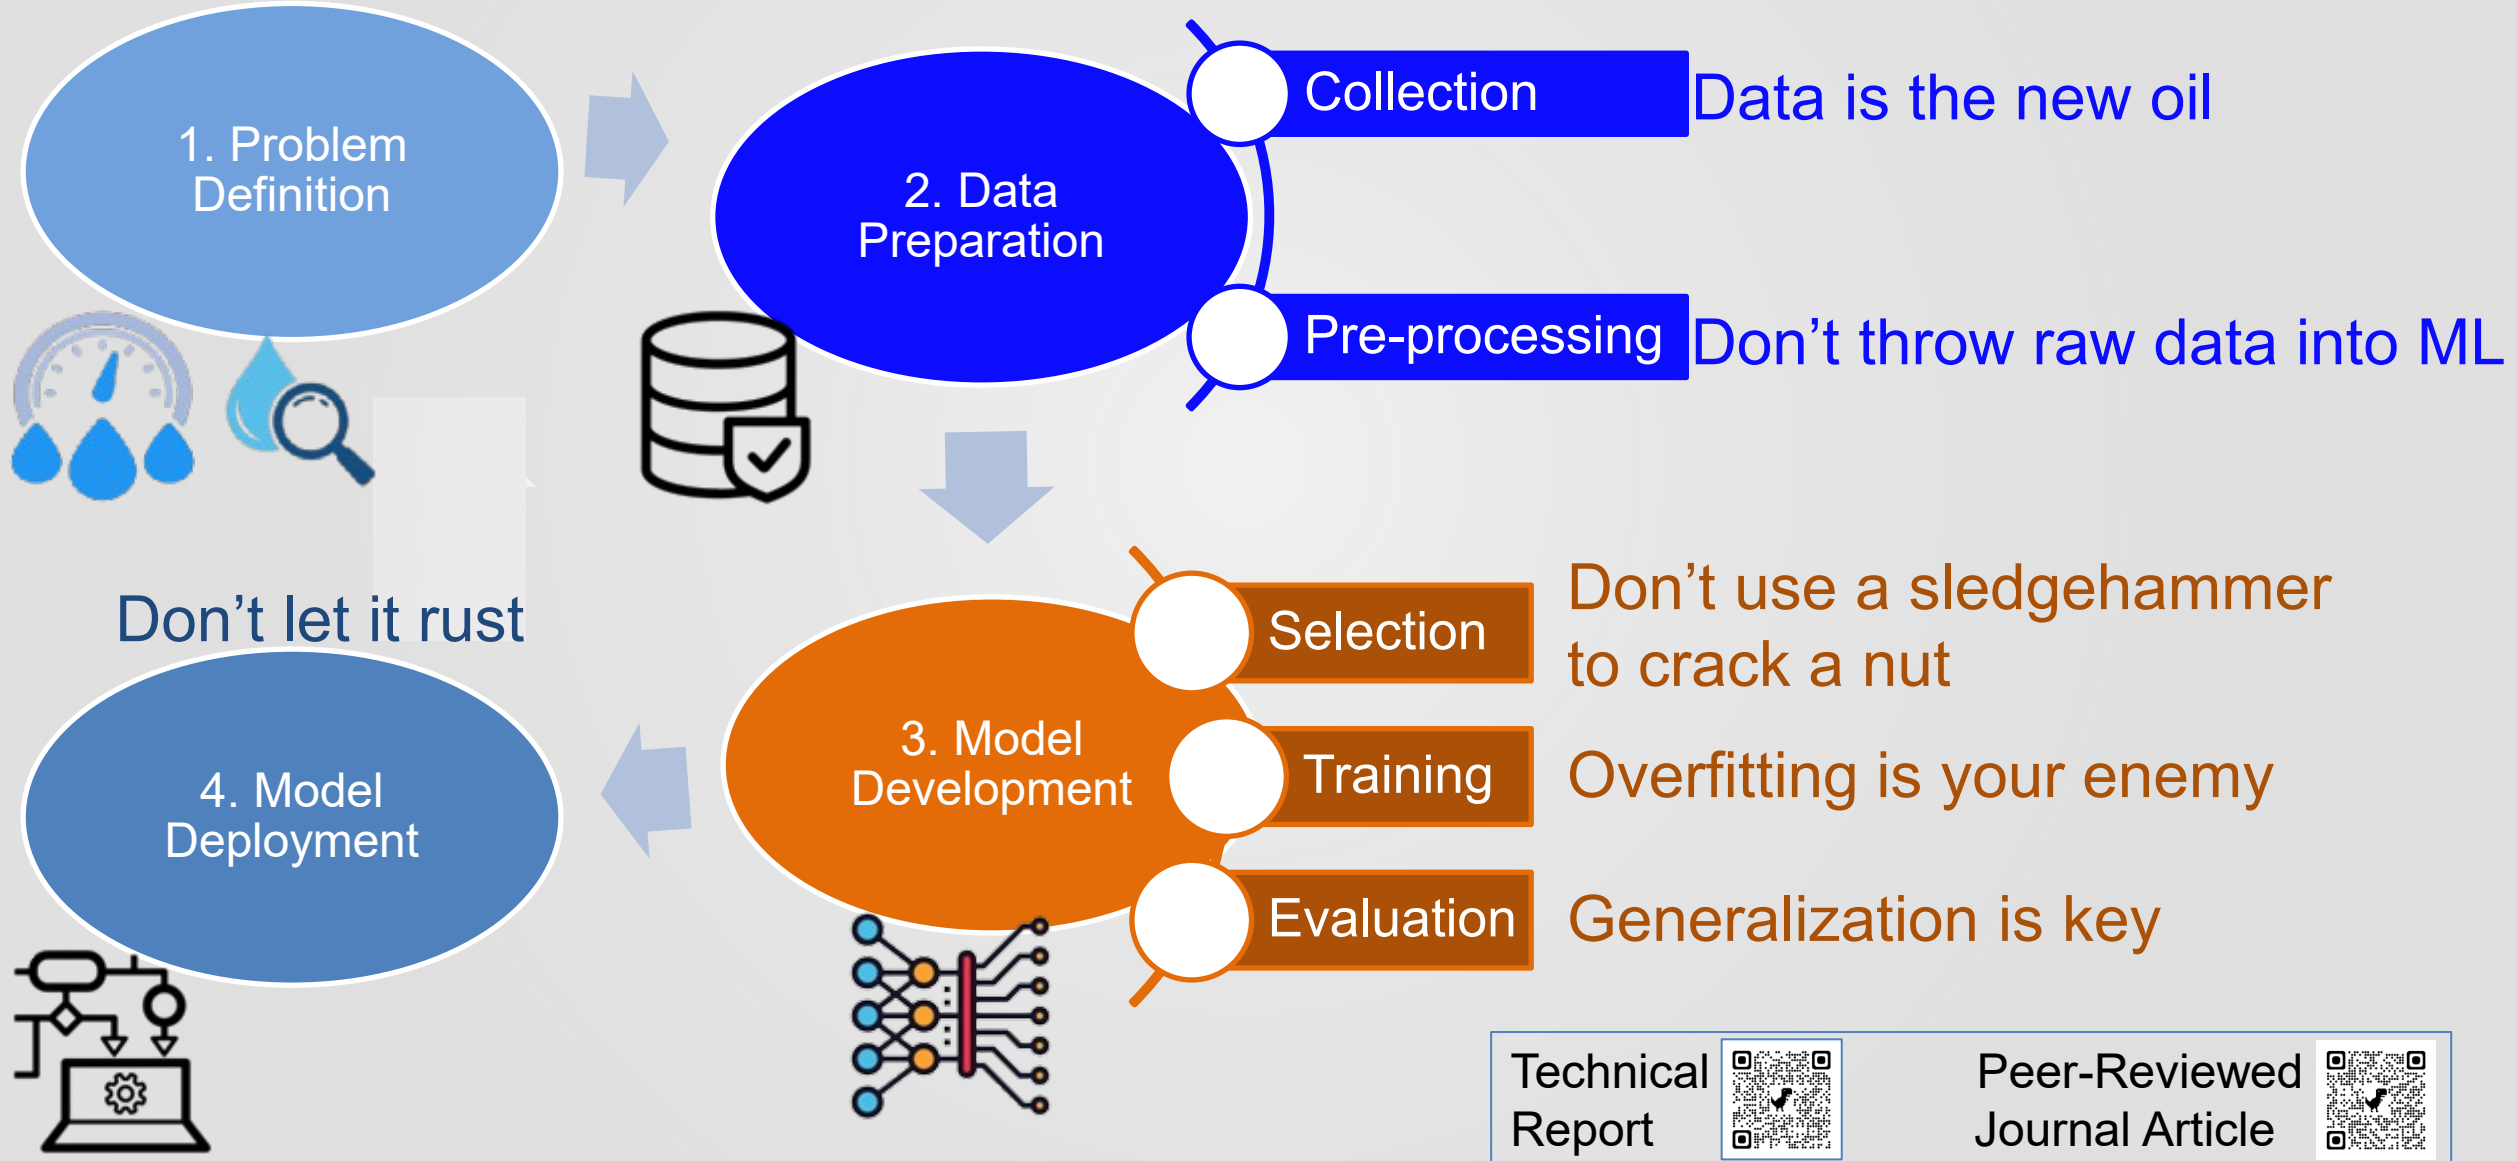 1. Problem
Definition
2. Data
Preparation
Collection
Data is the new oil
Pre-processing
Don’t throw raw data into ML
3. Model
Development
Selection
Don’t use a sledgehammer
to crack a nut
Training
Overfitting is your enemy
Evaluation
Generalization is key
Don’t let it rust
4. Model
Deployment
Technical
Report
Peer-Reviewed
Journal Article